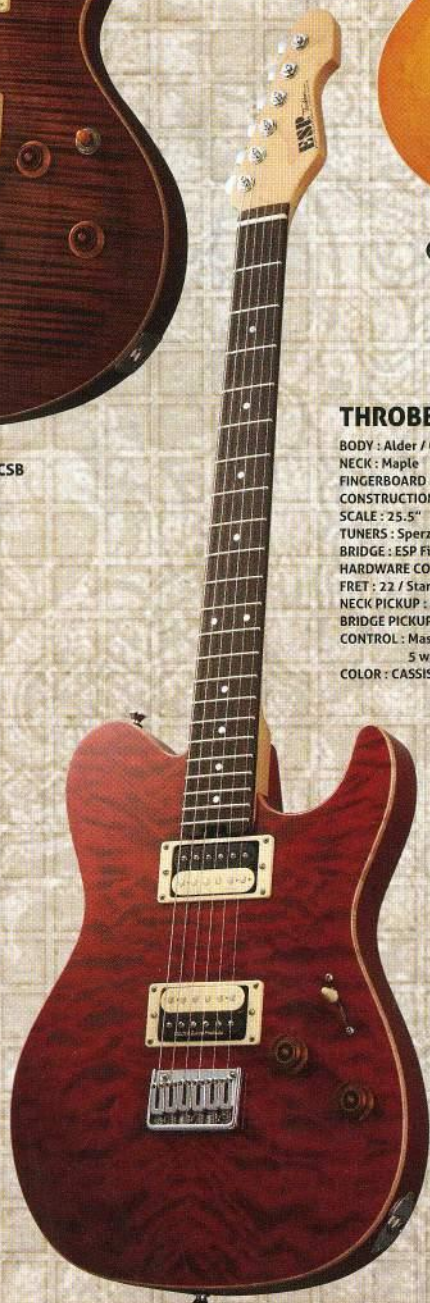 ESP
CSB
THROBE
BODY : Alder /
NECK : Maple
FINGERBOARD
CONSTRUCTION
SCALE : 25.5"
TUNERS : Sperz
BRIDGE : ESP Fi
HARDWARE CO
FRET : 22 / Stan
NECK PICKUP :
BRIDGE PICKUP
CONTROL : Mas
5 w
COLOR : CASSIS